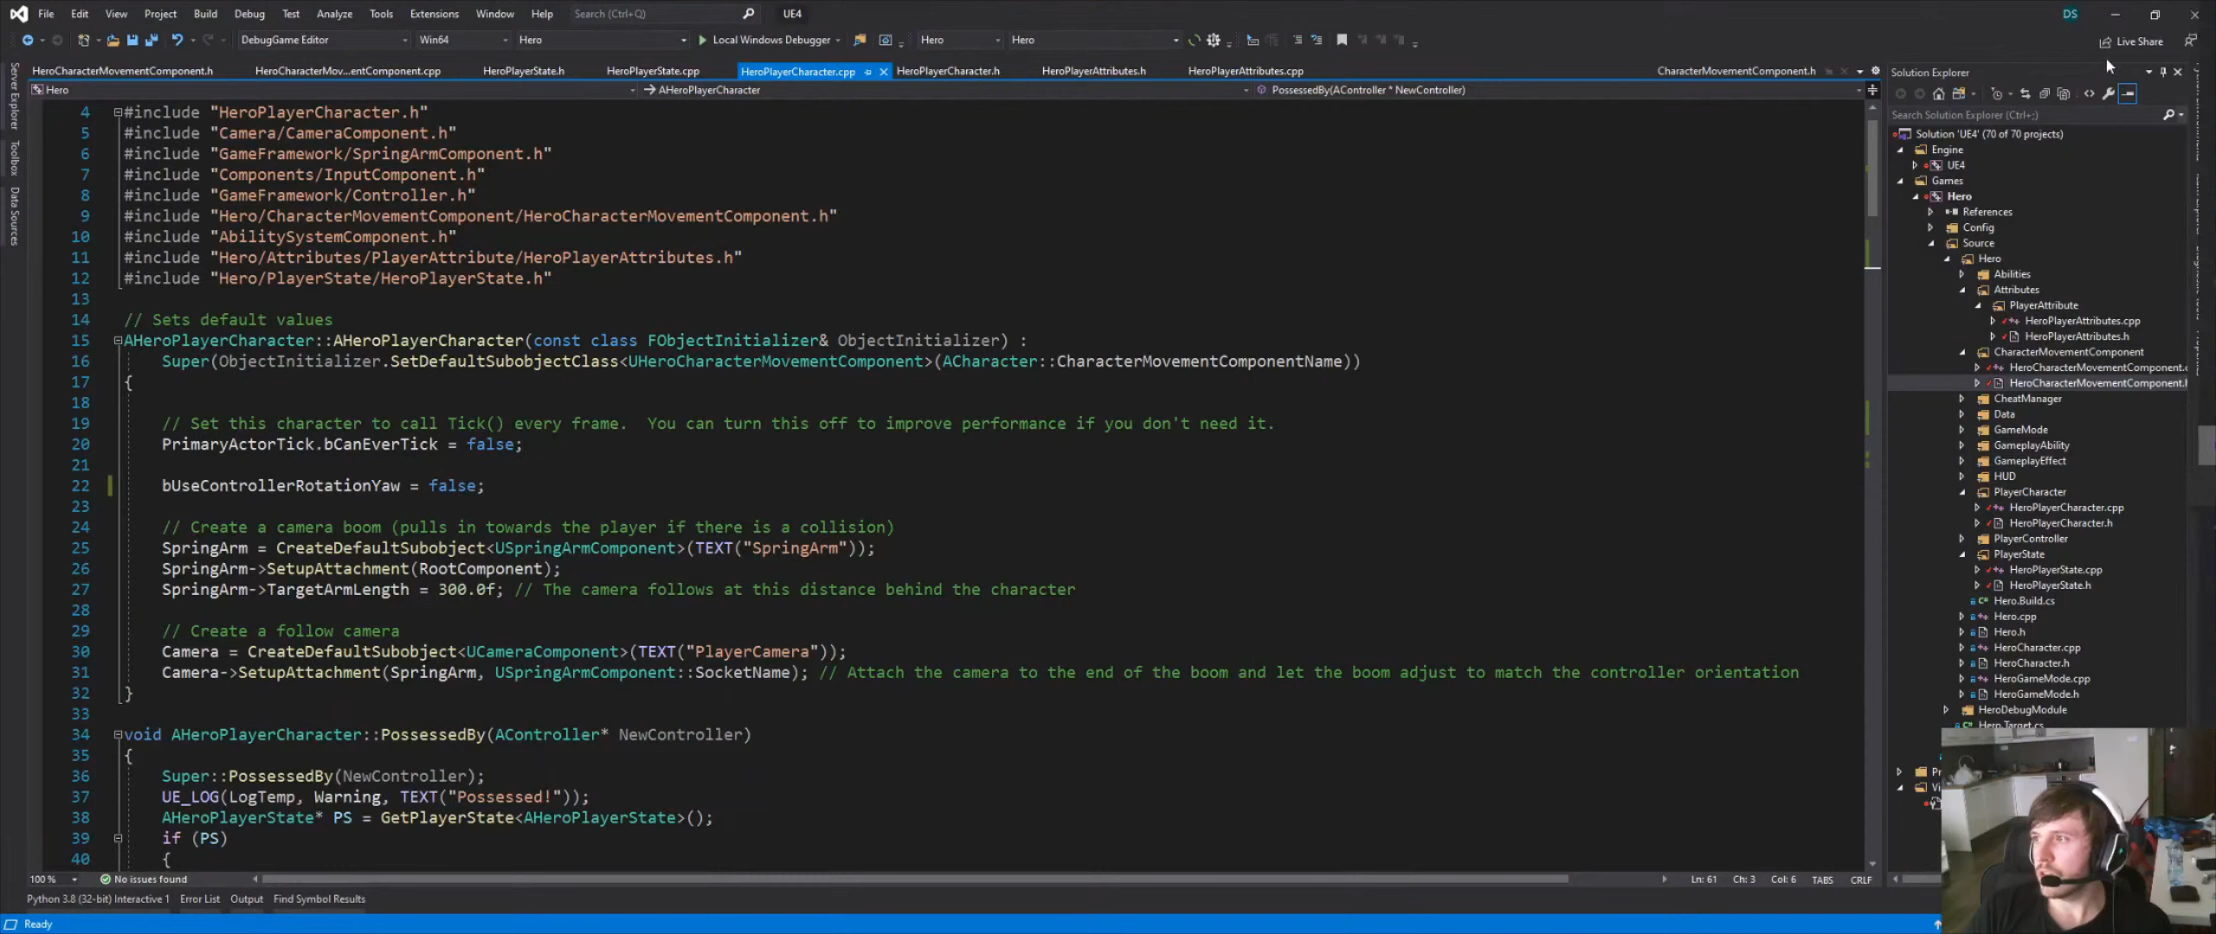 File Edit View Project Build Debug Test Analyze Tools Extensions Window Help Search (Ctrl+Q) UE4 DS
DebugGame Editor Win64 Hero Local Windows Debugger Hero Hero Live Share
HeroCharacterMovementComponent.h HeroCharacterMov...entComponent.cpp HeroPlayerState.h HeroPlayerState.cpp HeroPlayerCharacter.cpp HeroPlayerCharacter.h HeroPlayerAttributes.h HeroPlayerAttributes.cpp CharacterMovementComponent.h
Hero AHeroPlayerCharacter PossessedBy(AController * NewController)
Server Explorer
Toolbox
Data Sources
4 #include "HeroPlayerCharacter.h"
5 #include "Camera/CameraComponent.h"
6 #include "GameFramework/SpringArmComponent.h"
7 #include "Components/InputComponent.h"
8 #include "GameFramework/Controller.h"
9 #include "Hero/CharacterMovementComponent/HeroCharacterMovementComponent.h"
10 #include "AbilitySystemComponent.h"
11 #include "Hero/Attributes/PlayerAttribute/HeroPlayerAttributes.h"
12 #include "Hero/PlayerState/HeroPlayerState.h"
13
14 // Sets default values
15 AHeroPlayerCharacter::AHeroPlayerCharacter(const class FObjectInitializer& ObjectInitializer) :
16 Super(ObjectInitializer.SetDefaultSubobjectClass<UHeroCharacterMovementComponent>(ACharacter::CharacterMovementComponentName))
17 {
18
19 // Set this character to call Tick() every frame.  You can turn this off to improve performance if you don't need it.
20 PrimaryActorTick.bCanEverTick = false;
21
22 bUseControllerRotationYaw = false;
23
24 // Create a camera boom (pulls in towards the player if there is a collision)
25 SpringArm = CreateDefaultSubobject<USpringArmComponent>(TEXT("SpringArm"));
26 SpringArm->SetupAttachment(RootComponent);
27 SpringArm->TargetArmLength = 300.0f; // The camera follows at this distance behind the character
28
29 // Create a follow camera
30 Camera = CreateDefaultSubobject<UCameraComponent>(TEXT("PlayerCamera"));
31 Camera->SetupAttachment(SpringArm, USpringArmComponent::SocketName); // Attach the camera to the end of the boom and let the boom adjust to match the controller orientation
32 }
33
34 void AHeroPlayerCharacter::PossessedBy(AController* NewController)
35 {
36 Super::PossessedBy(NewController);
37 UE_LOG(LogTemp, Warning, TEXT("Possessed!"));
38 AHeroPlayerState* PS = GetPlayerState<AHeroPlayerState>();
39 if (PS)
40 {
100 % No issues found Ln: 61 Ch: 3 Col: 6 TABS CRLF
Python 3.8 (32-bit) Interactive 1 Error List Output Find Symbol Results
Ready
Solution Explorer
Search Solution Explorer (Ctrl+;)
Solution 'UE4' (70 of 70 projects)
Engine
UE4
Games
Hero
References
Config
Source
Hero
Abilities
Attributes
PlayerAttribute
HeroPlayerAttributes.cpp
HeroPlayerAttributes.h
CharacterMovementComponent
HeroCharacterMovementComponent.
HeroCharacterMovementComponent.h
CheatManager
Data
GameMode
GameplayAbility
GameplayEffect
HUD
PlayerCharacter
HeroPlayerCharacter.cpp
HeroPlayerCharacter.h
PlayerController
PlayerState
HeroPlayerState.cpp
HeroPlayerState.h
Hero.Build.cs
Hero.cpp
Hero.h
HeroCharacter.cpp
HeroCharacter.h
HeroGameMode.cpp
HeroGameMode.h
HeroDebugModule
Hero.Target.cs